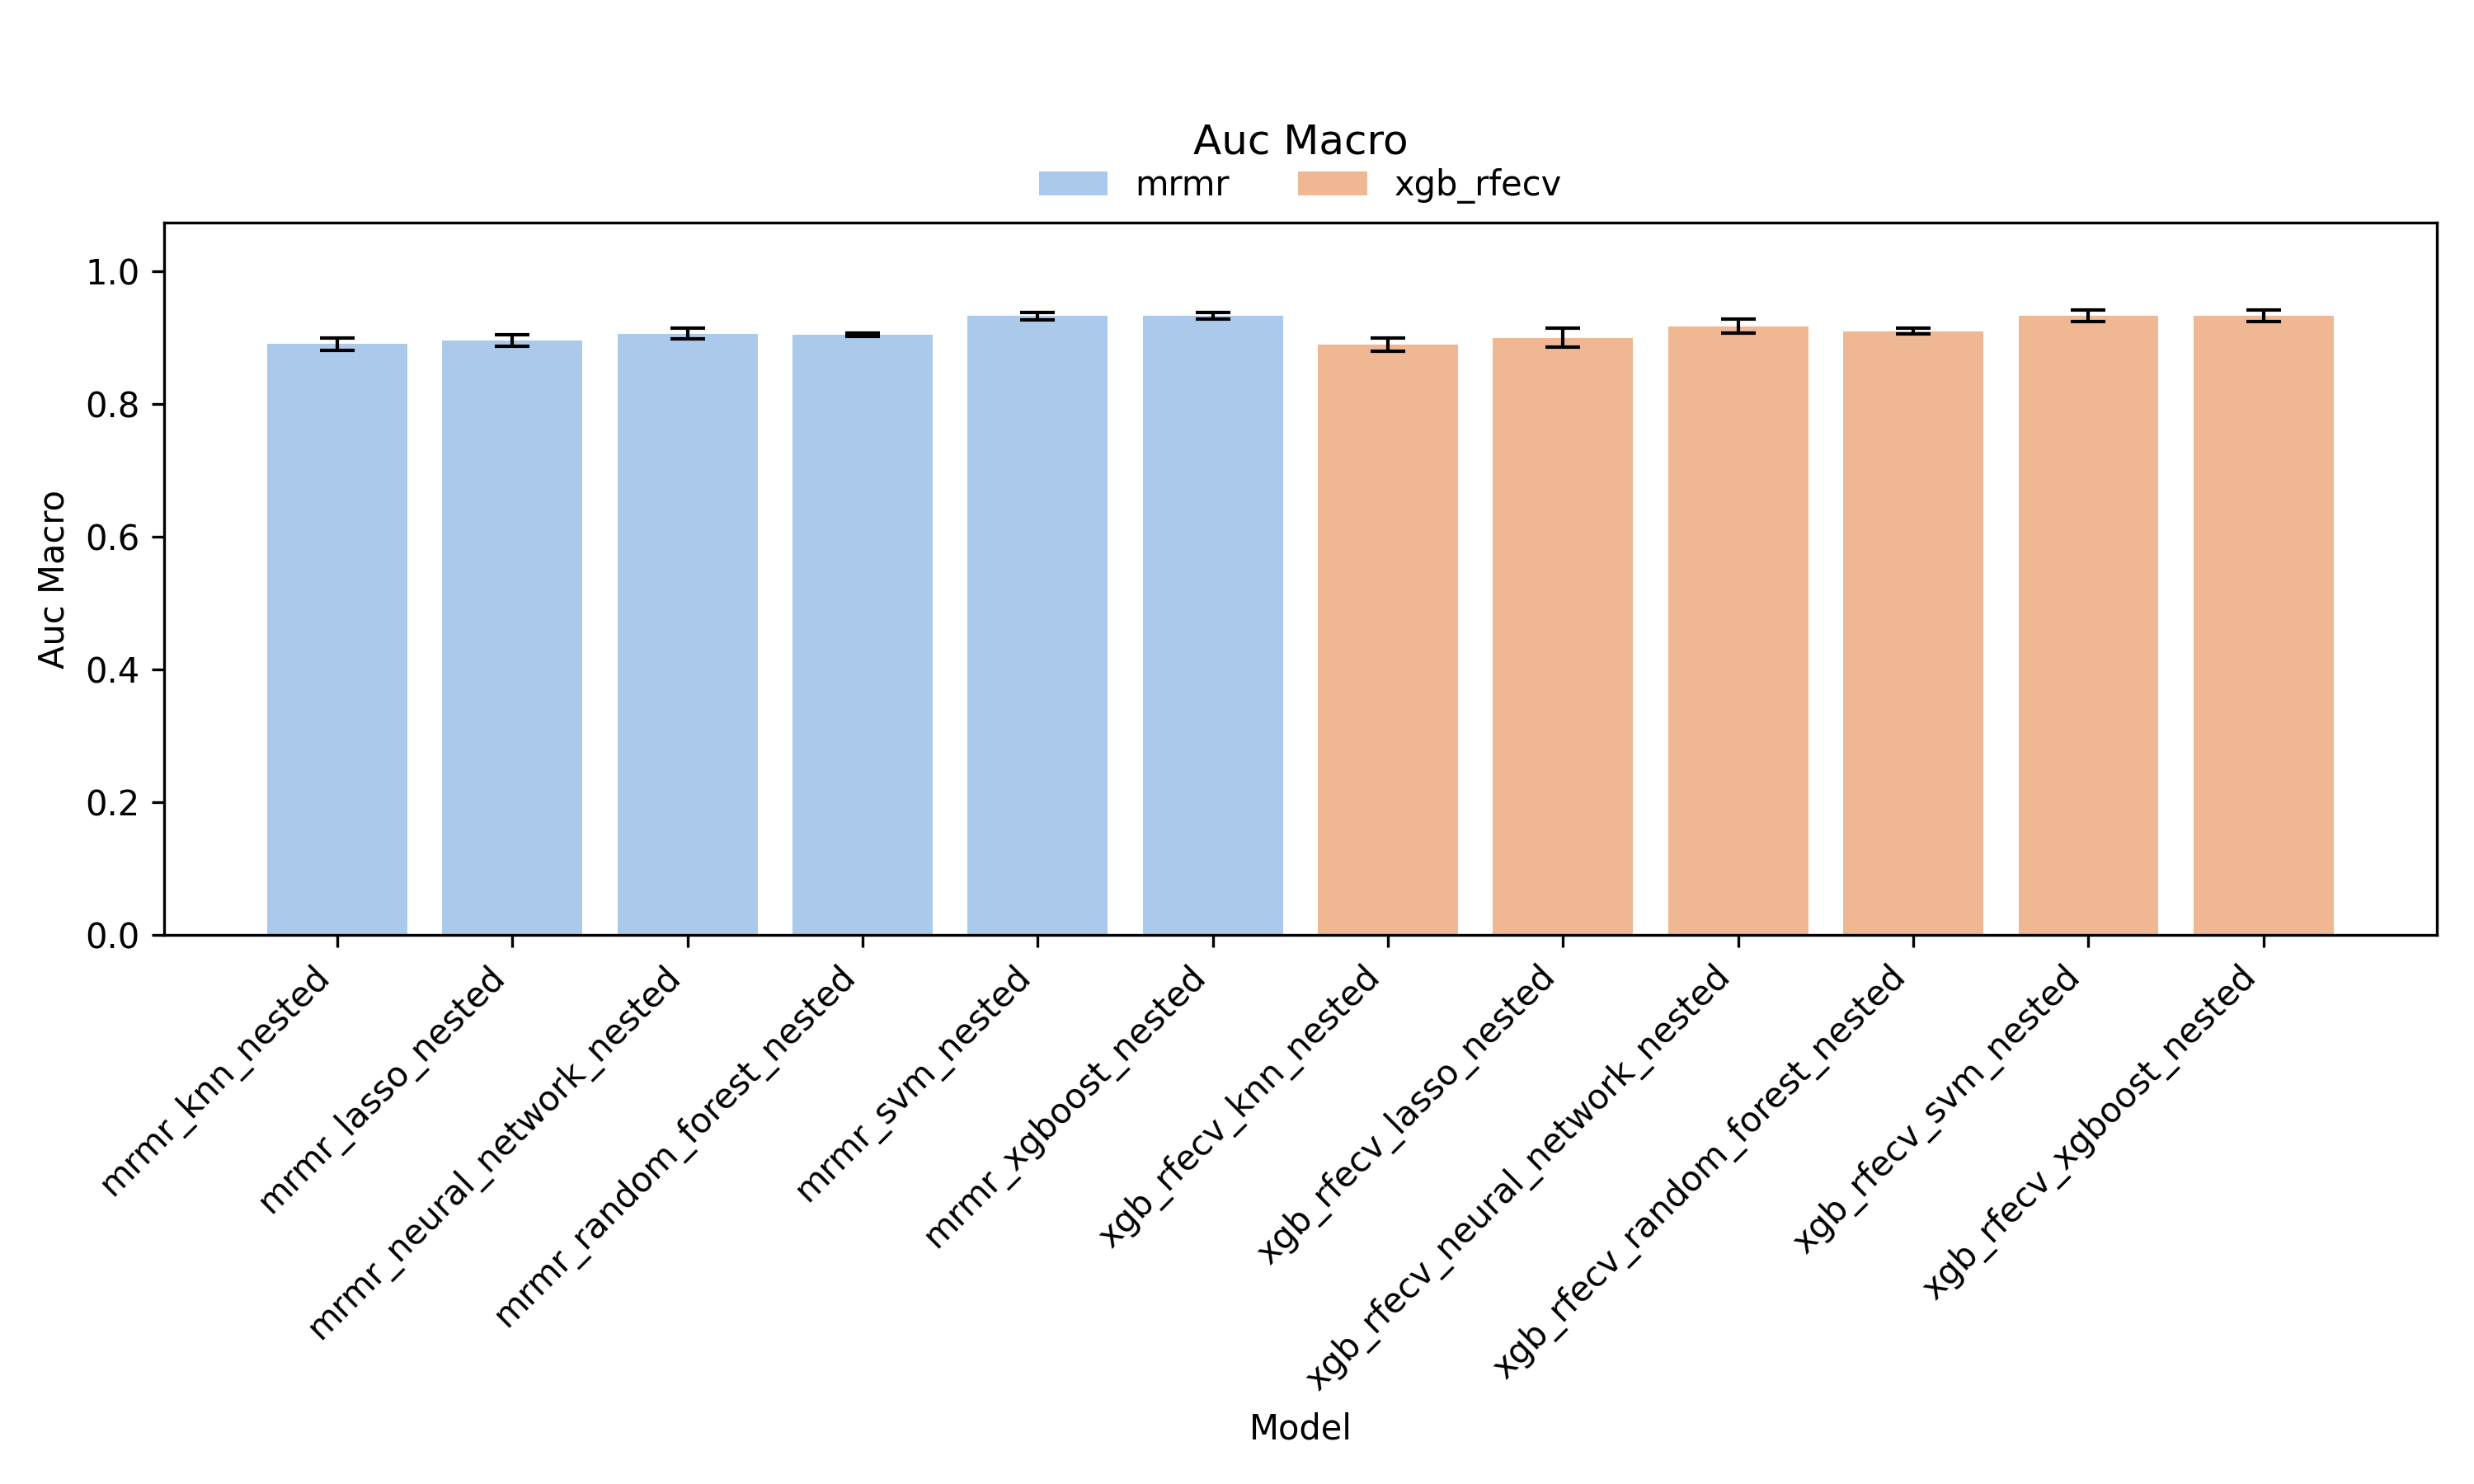 Auc Macro
mrmr xgb_rfecv
Auc Macro
1.0
0.8
0.6
0.4
0.2
0.0
mrmr_knn_nested
mrmr_lasso_nested
mrmr_neural_network_nested
mrmr_random_forest_nested
mrmr_svm_nested
mrmr_xgboost_nested
xgb_rfecv_knn_nested
xgb_rfecv_lasso_nested
xgb_rfecv_neural_network_nested
xgb_rfecv_random_forest_nested
xgb_rfecv_svm_nested
xgb_rfecv_xgboost_nested
Model